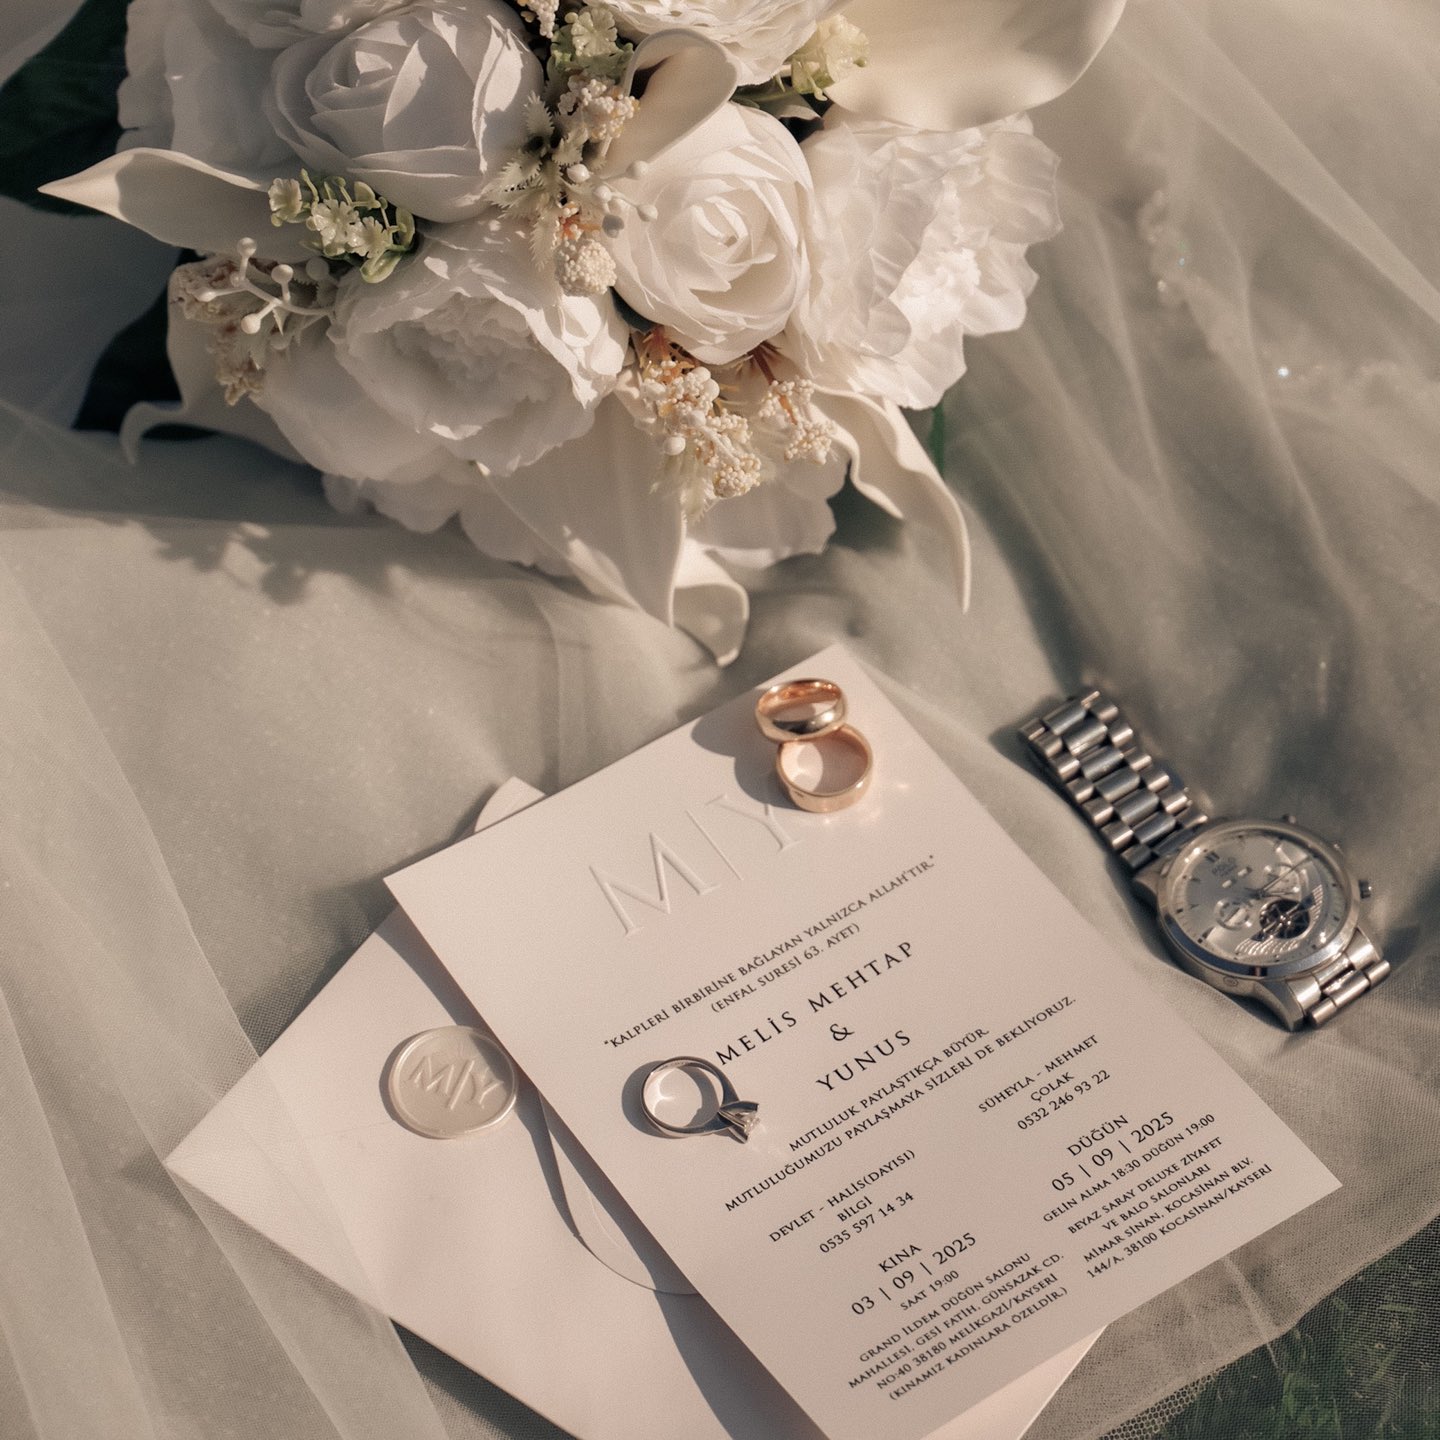 M|Y
"KALPLERİ BİRBİRİNE BAĞLAYAN YALNIZCA ALLAH'TIR."
(ENFAL SURESİ 63. AYET)
MELİS MEHTAP
&
YUNUS
MUTLULUK PAYLAŞTIKÇA BÜYÜR,
MUTLULUĞUMUZU PAYLAŞMAYA SİZLERİ DE BEKLİYORUZ.
DEVLET - HALİS(DAYISI)
BİLGİ
0535 597 14 34
SÜHEYLA - MEHMET
ÇOLAK
0532 246 93 22
KINA
03 | 09 | 2025
SAAT 19:00
GRAND İLDEM DÜĞÜN SALONU
MAHALLESİ, GESİ FATİH, GÜNSAZAK CD.
NO:40 38180 MELİKGAZİ/KAYSERİ
(KINAMIZ KADINLARA ÖZELDİR.)
DÜĞÜN
05 | 09 | 2025
GELİN ALMA 18:30 DÜĞÜN 19:00
BEYAZ SARAY DELUXE ZİYAFET
VE BALO SALONLARI
MİMAR SİNAN, KOCASİNAN BLV.
144/A, 38100 KOCASİNAN/KAYSERİ
M|Y